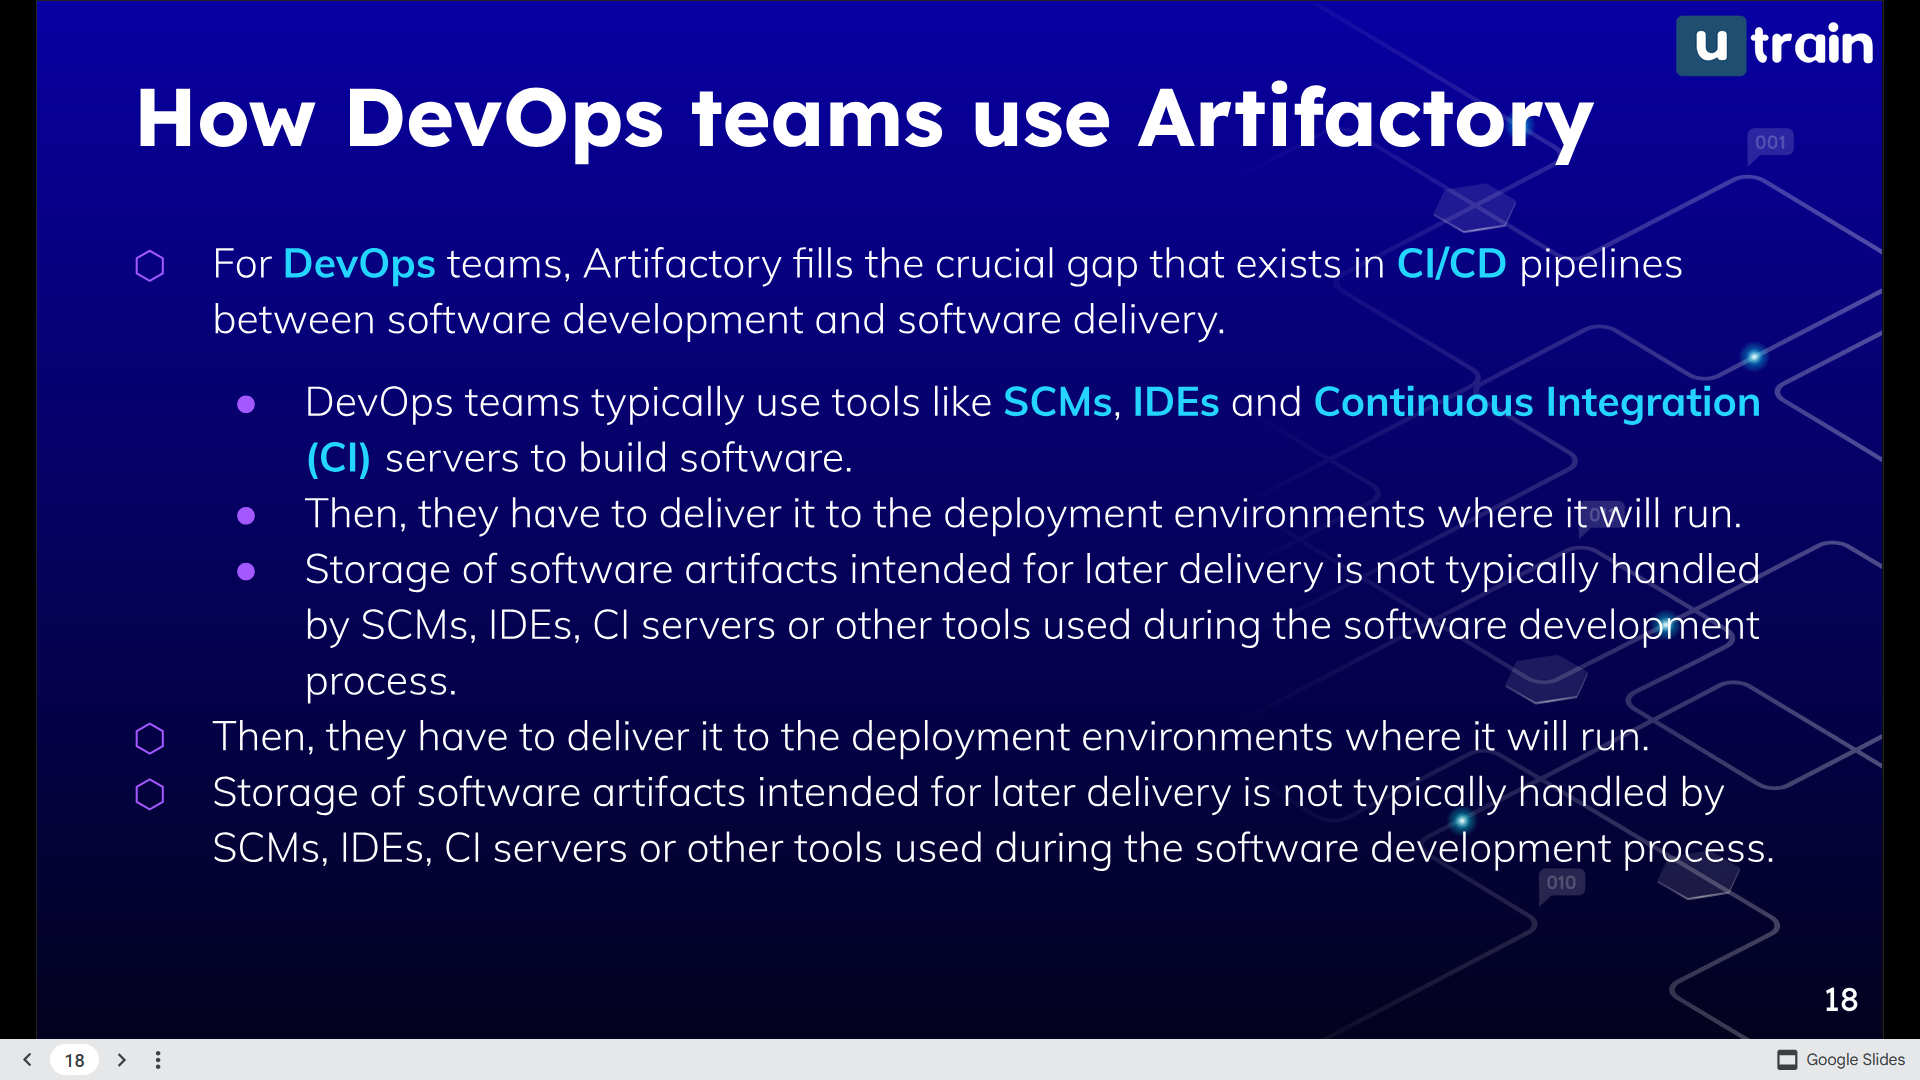 u train
How DevOps teams use Artifactory
001
For DevOps teams, Artifactory fills the crucial gap that exists in CI/CD pipelines
between software development and software delivery.
DevOps teams typically use tools like SCMs, IDEs and Continuous Integration
(CI) servers to build software.
Then, they have to deliver it to the deployment environments where it will run.
Storage of software artifacts intended for later delivery is not typically handled
by SCMs, IDEs, CI servers or other tools used during the software development
process.
Then, they have to deliver it to the deployment environments where it will run.
Storage of software artifacts intended for later delivery is not typically handled by
SCMs, IDEs, CI servers or other tools used during the software development process.
010
18
18
Google Slides